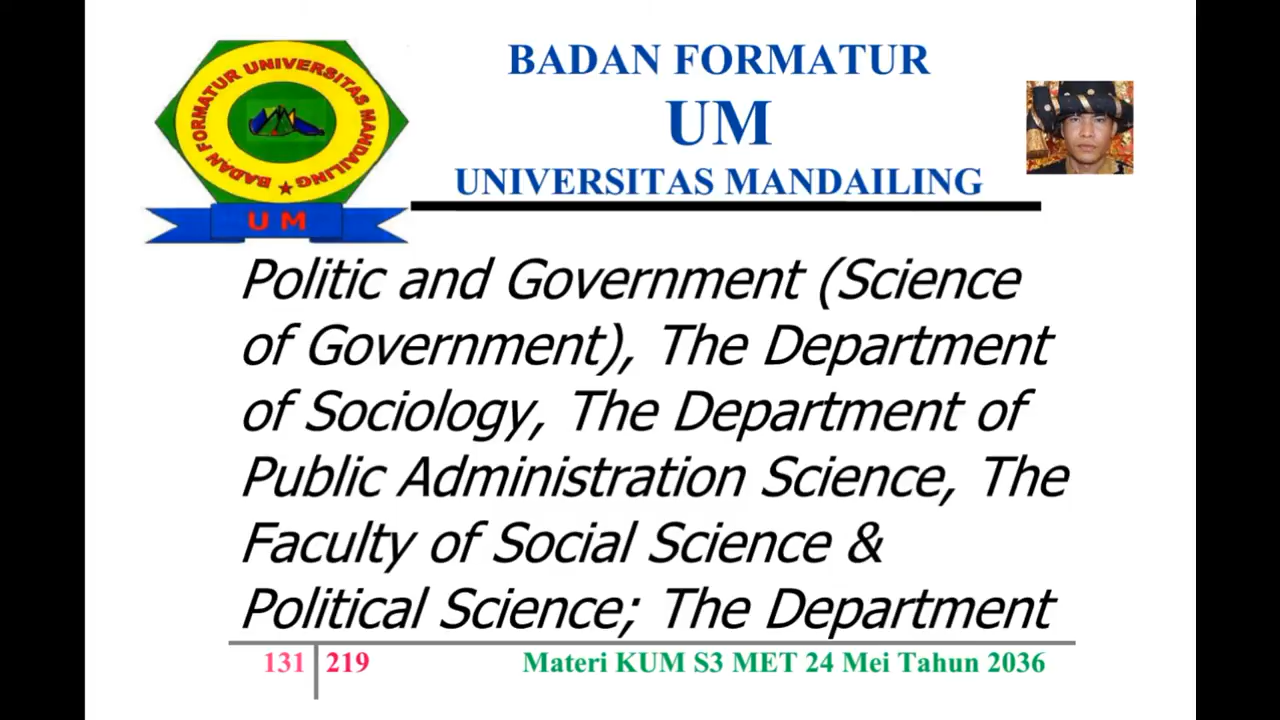 BADAN FORMATUR UNIVERSITAS MANDAILING
U M
BADAN FORMATUR
UM
UNIVERSITAS MANDAILING
Politic and Government (Science
of Government), The Department
of Sociology, The Department of
Public Administration Science, The
Faculty of Social Science &
Political Science; The Department
131 219
Materi KUM S3 MET 24 Mei Tahun 2036